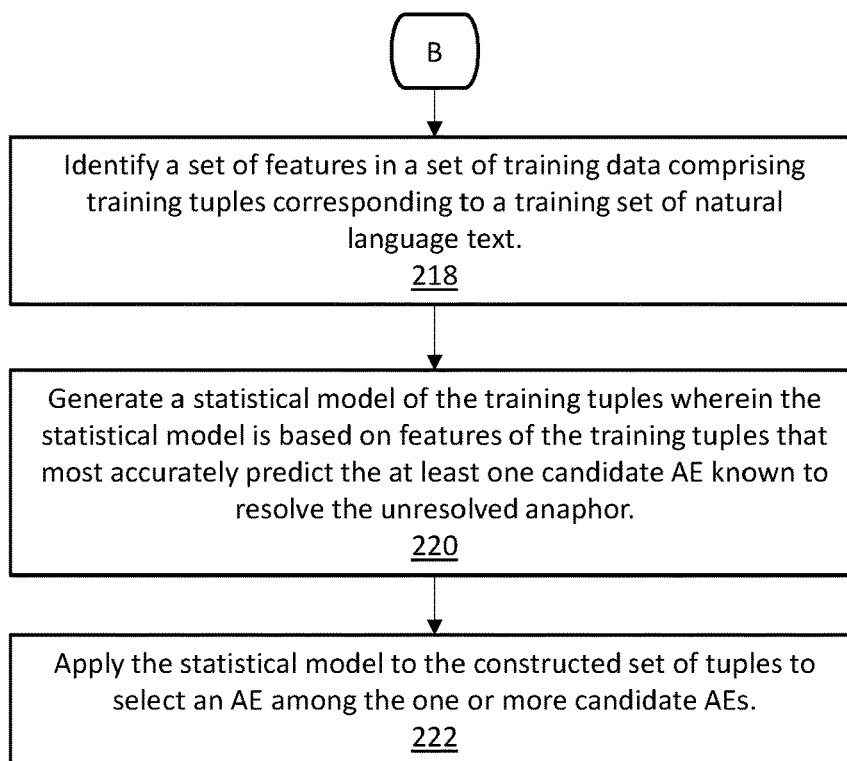 B
Identify a set of features in a set of training data comprising
training tuples corresponding to a training set of natural
language text.
218
Generate a statistical model of the training tuples wherein the
statistical model is based on features of the training tuples that
most accurately predict the at least one candidate AE known to
resolve the unresolved anaphor.
220
Apply the statistical model to the constructed set of tuples to
select an AE among the one or more candidate AEs.
222